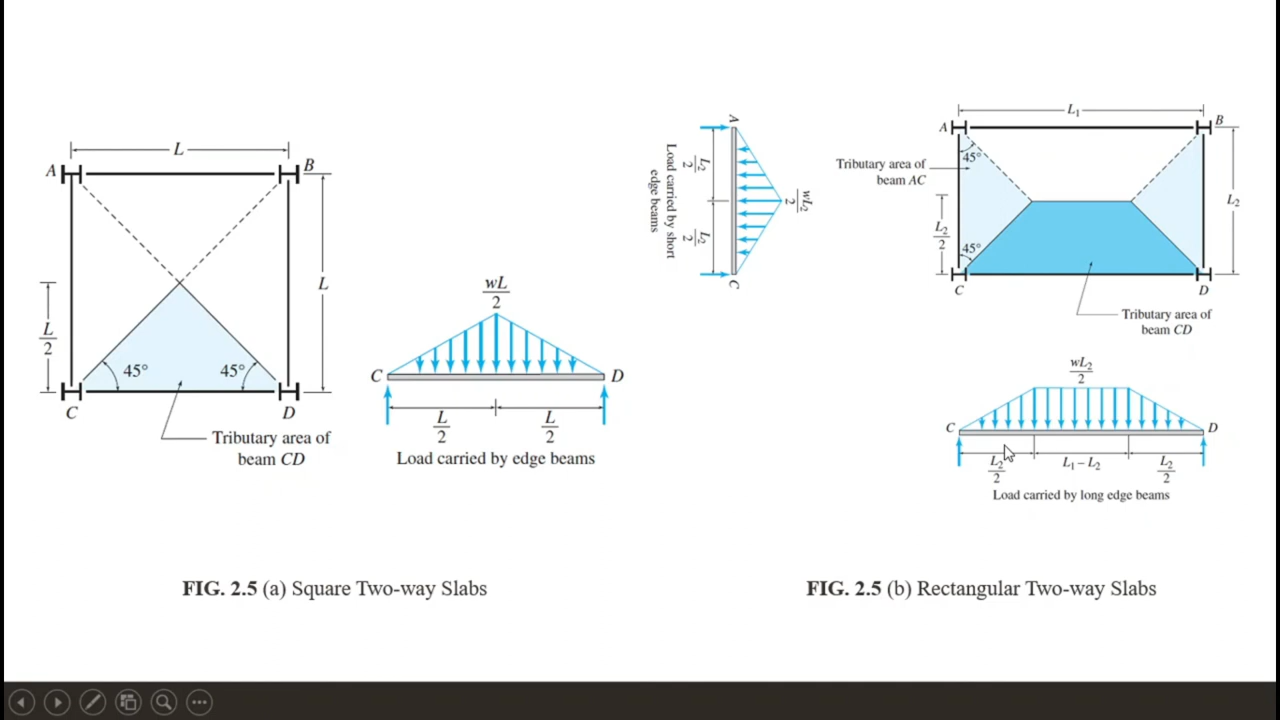 L
A
B
L
L
2
45°
45°
C
D
Tributary area of
beam CD
wL
2
C
D
L
2
L
2
Load carried by edge beams
FIG. 2.5 (a) Square Two-way Slabs
A
L2
2
L2
2
C
wL2
2
Load carried by short
edge beams
L1
A
B
45°
Tributary area of
beam AC
L2
L2
2
45°
C
D
Tributary area of
beam CD
wL2
2
C
D
L2
2
L1 – L2
L2
2
Load carried by long edge beams
FIG. 2.5 (b) Rectangular Two-way Slabs